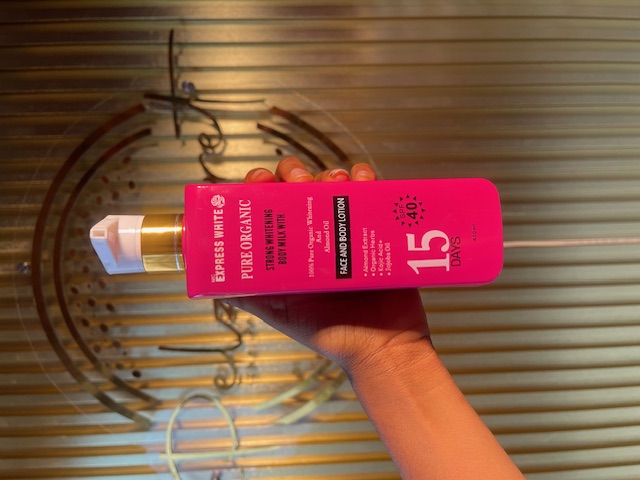 EXPRESS WHITE
PURE ORGANIC
STRONG WHITENING
BODY MILK WITH
100% Pure Organic Whitening
And
Almond Oil
FACE AND BODY LOTION
• Almond Extract
• Organic Herbs
• Kojic Acid+
• Jojoba Oil
SPF
40
15
DAYS